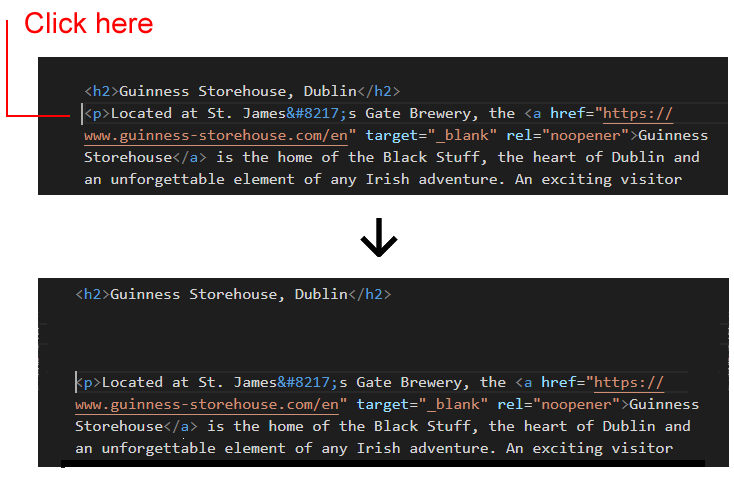 Click here
<h2>Guinness Storehouse, Dublin</h2>
<p>Located at St. James&#8217;s Gate Brewery, the <a href="https://
www.guinness-storehouse.com/en" target="_blank" rel="noopener">Guinness
Storehouse</a> is the home of the Black Stuff, the heart of Dublin and
an unforgettable element of any Irish adventure. An exciting visitor
<h2>Guinness Storehouse, Dublin</h2>
<p>Located at St. James&#8217;s Gate Brewery, the <a href="https://
www.guinness-storehouse.com/en" target="_blank" rel="noopener">Guinness
Storehouse</a> is the home of the Black Stuff, the heart of Dublin and
an unforgettable element of any Irish adventure. An exciting visitor